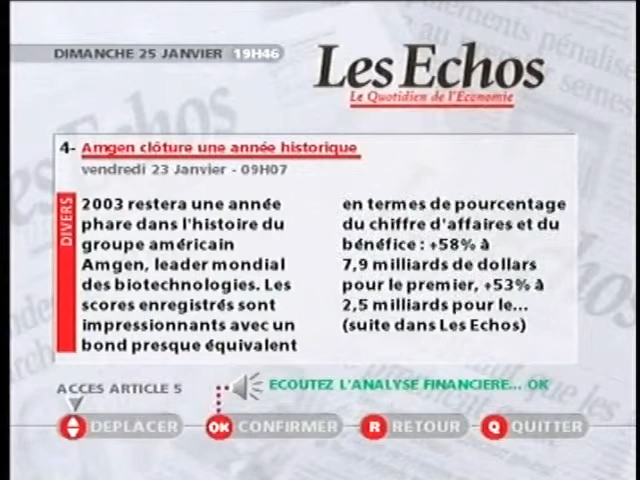 DIMANCHE 25 JANVIER 19H46
Les Echos
Le Quotidien de l'Economie
4- Amgen clôture une année historique
vendredi 23 Janvier - 09H07
DIVERS
2003 restera une année
phare dans l'histoire du
groupe américain
Amgen, leader mondial
des biotechnologies. Les
scores enregistrés sont
impressionnants avec un
bond presque équivalent
en termes de pourcentage
du chiffre d'affaires et du
bénéfice : +58% à
7,9 milliards de dollars
pour le premier, +53% à
2,5 milliards pour le...
(suite dans Les Echos)
ACCES ARTICLE 5
ECOUTEZ L'ANALYSE FINANCIERE... OK
DEPLACER
OK CONFIRMER
R RETOUR
Q QUITTER